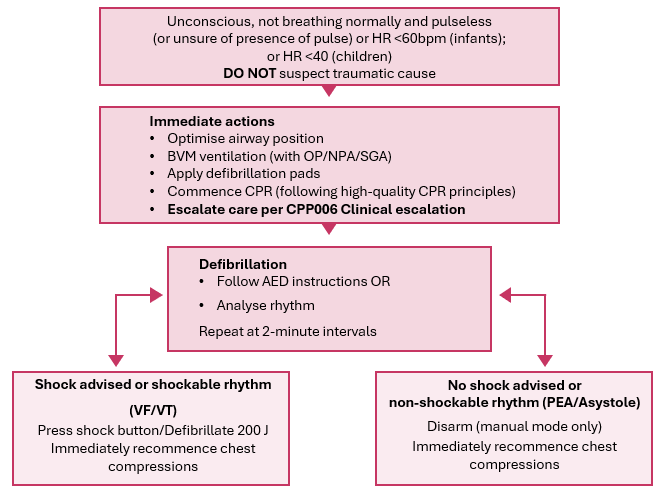 Unconscious, not breathing normally and pulseless
(or unsure of presence of pulse) or HR <60bpm (infants);
or HR <40 (children)
DO NOT suspect traumatic cause
Immediate actions
• Optimise airway position
• BVM ventilation (with OP/NPA/SGA)
• Apply defibrillation pads
• Commence CPR (following high-quality CPR principles)
• Escalate care per CPP006 Clinical escalation
Defibrillation
• Follow AED instructions OR
• Analyse rhythm
Repeat at 2-minute intervals
Shock advised or shockable rhythm
(VF/VT)
Press shock button/Defibrillate 200 J
Immediately recommence chest
compressions
No shock advised or
non-shockable rhythm (PEA/Asystole)
Disarm (manual mode only)
Immediately recommence chest
compressions